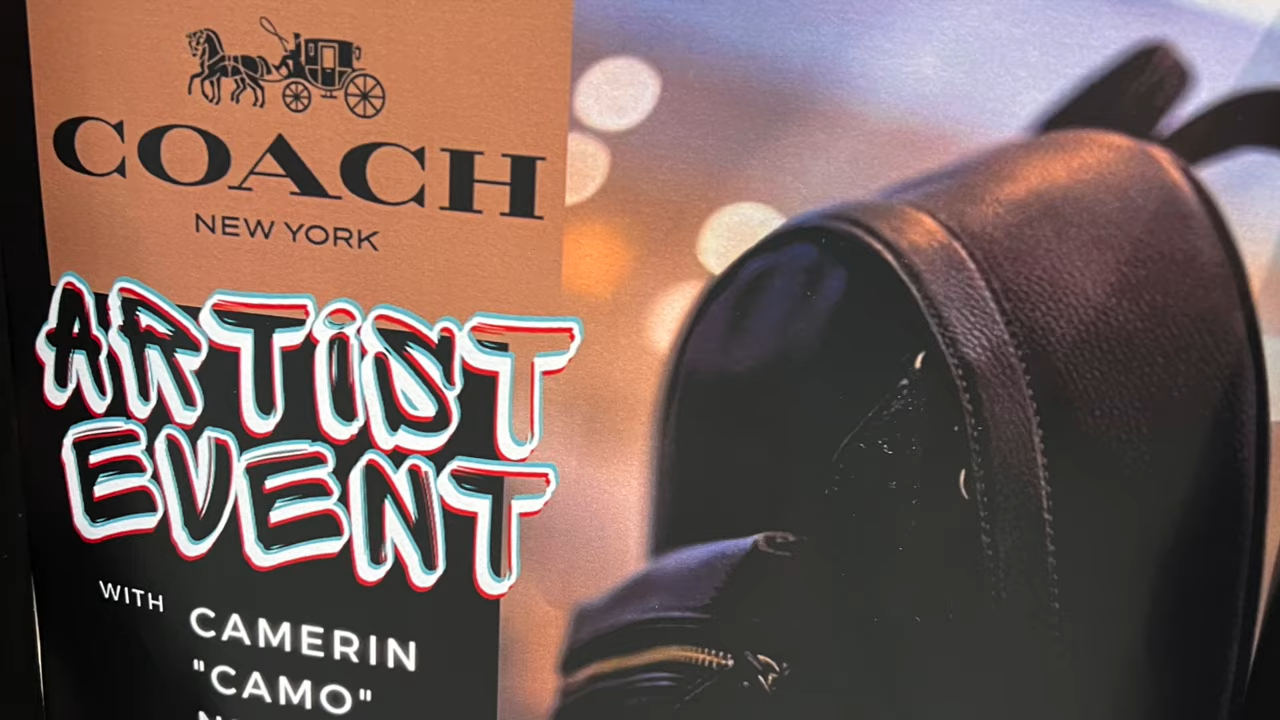 COACH
NEW YORK
ARTiST
EVENT
WITH CAMERIN
"CAMO"